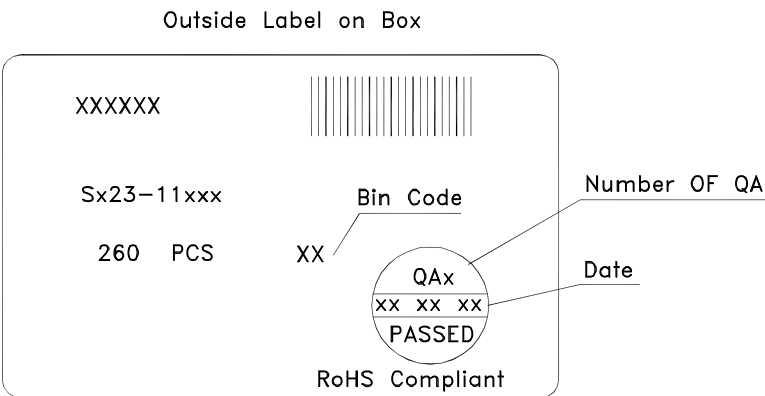 Outside Label on Box
XXXXXX
Sx23-11xxx
Bin Code
Number OF QA
260 PCS
XX
QAx
Date
xx xx xx
PASSED
RoHS Compliant